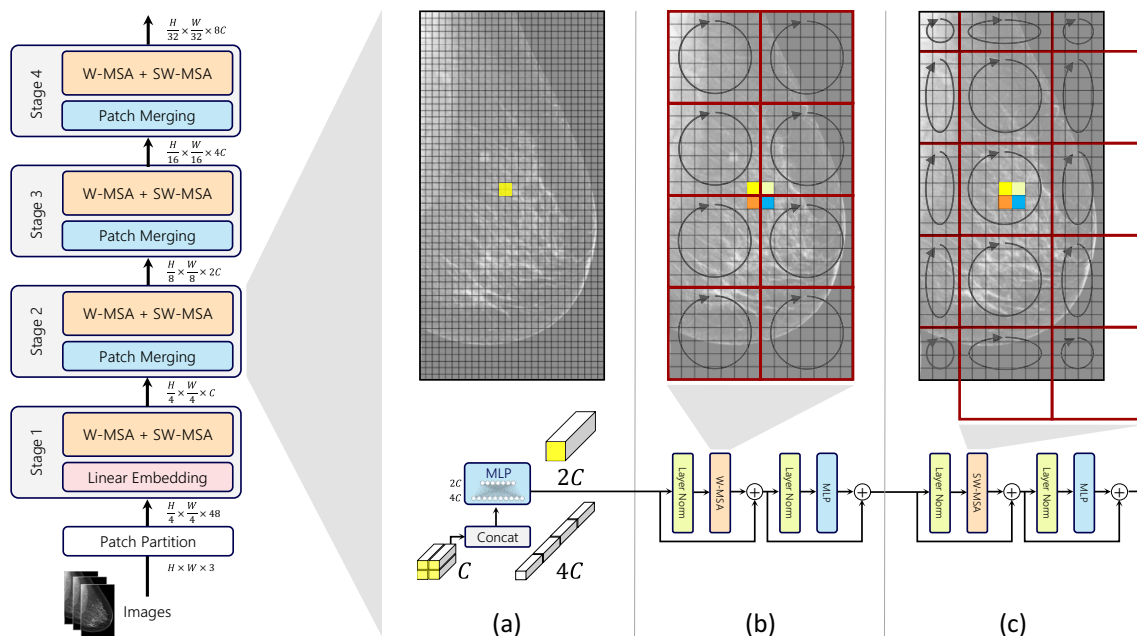 H/32 × W/32 × 8C
Stage 4
W-MSA + SW-MSA
Patch Merging
H/16 × W/16 × 4C
Stage 3
W-MSA + SW-MSA
Patch Merging
H/8 × W/8 × 2C
Stage 2
W-MSA + SW-MSA
Patch Merging
H/4 × W/4 × C
Stage 1
W-MSA + SW-MSA
Linear Embedding
H/4 × W/4 × 48
Patch Partition
H × W × 3
Images
MLP
2C
4C
2C
Concat
C
4C
(a)
Layer Norm
W-MSA
+
Layer Norm
MLP
+
(b)
Layer Norm
SW-MSA
+
Layer Norm
MLP
+
(c)